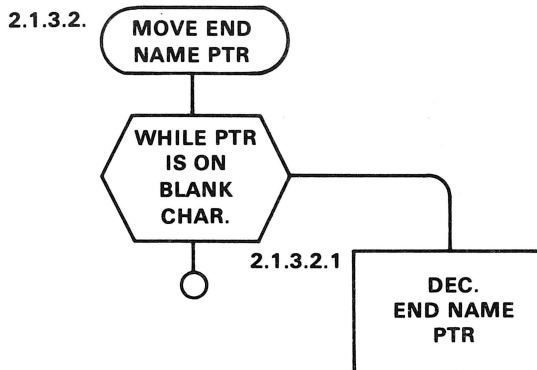 2.1.3.2.
MOVE END
NAME PTR
WHILE PTR
IS ON
BLANK
CHAR.
2.1.3.2.1
DEC.
END NAME
PTR